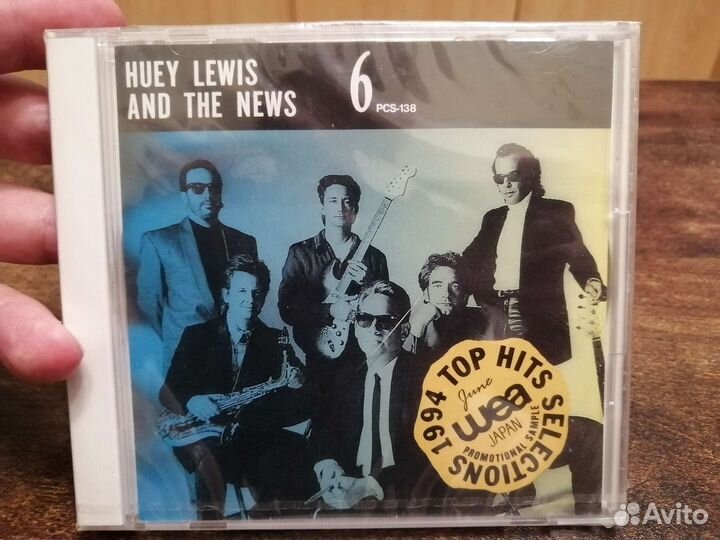 HUEY LEWIS
AND THE NEWS
6
PCS-138
TOP HITS SELECTIONS 1994
June
wea
JAPAN
PROMOTIONAL SAMPLE
Avito